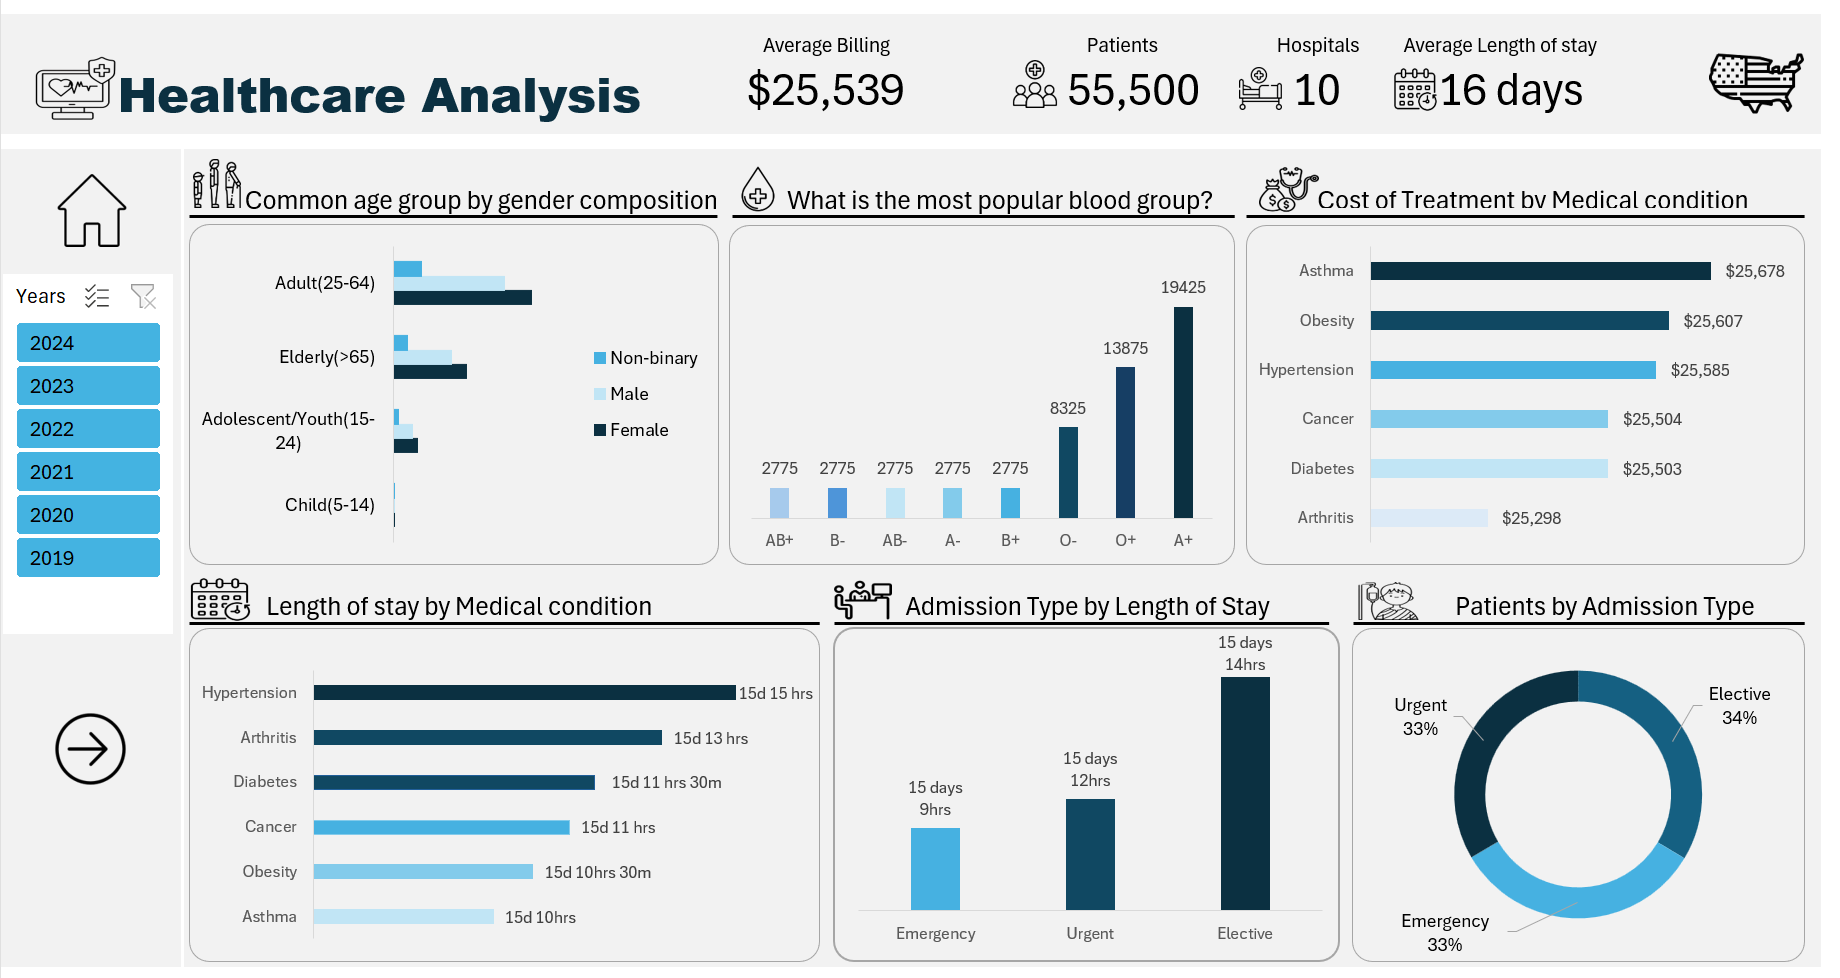 Healthcare Analysis
Average Billing
$25,539
Patients
55,500
Hospitals
10
Average Length of stay
16 days
Years
2024
2023
2022
2021
2020
2019
Common age group by gender composition
Adult(25-64)
Elderly(>65)
Adolescent/Youth(15-
24)
Child(5-14)
Non-binary
Male
Female
What is the most popular blood group?
2775
2775
2775
2775
2775
8325
13875
19425
AB+
B-
AB-
A-
B+
O-
O+
A+
Cost of Treatment by Medical condition
Asthma
$25,678
Obesity
$25,607
Hypertension
$25,585
Cancer
$25,504
Diabetes
$25,503
Arthritis
$25,298
Length of stay by Medical condition
Hypertension
15d 15 hrs
Arthritis
15d 13 hrs
Diabetes
15d 11 hrs 30m
Cancer
15d 11 hrs
Obesity
15d 10hrs 30m
Asthma
15d 10hrs
Admission Type by Length of Stay
15 days
9hrs
15 days
12hrs
15 days
14hrs
Emergency
Urgent
Elective
Patients by Admission Type
Urgent
33%
Elective
34%
Emergency
33%